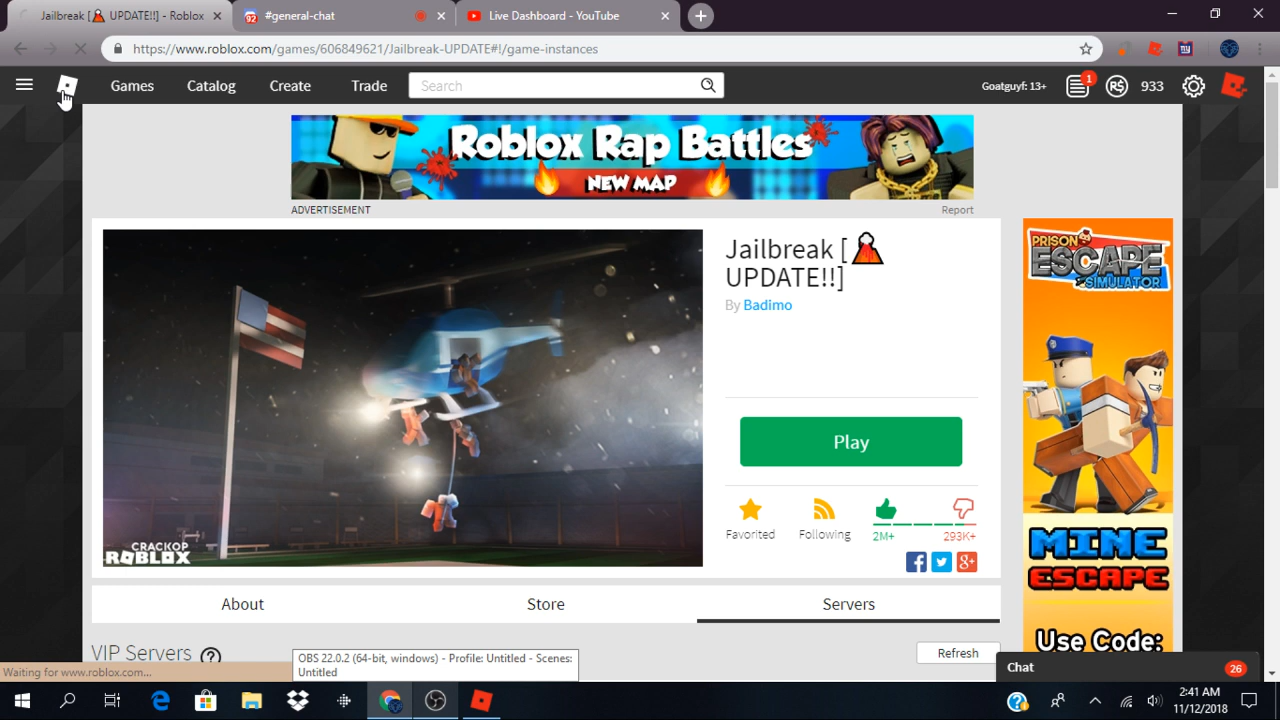 Jailbreak [🌋 UPDATE!!] - Roblox
92
#general-chat
Live Dashboard - YouTube
https://www.roblox.com/games/606849621/Jailbreak-UPDATE#!/game-instances
Games
Catalog
Create
Trade
Search
Goatguyf: 13+
1
R$
933
Roblox Rap Battles
NEW MAP
ADVERTISEMENT
Report
Jailbreak [🌋
UPDATE!!]
By Badimo
Play
Favorited
Following
2M+
293K+
CRACKOP
ROBLOX
PRISON
ESCAPE
SIMULATOR
MINE
ESCAPE
Use Code:
About
Store
Servers
VIP Servers
Refresh
Waiting for www.roblox.com...
OBS 22.0.2 (64-bit, windows) - Profile: Untitled - Scenes:
Untitled
Chat
26
2:41 AM
11/12/2018